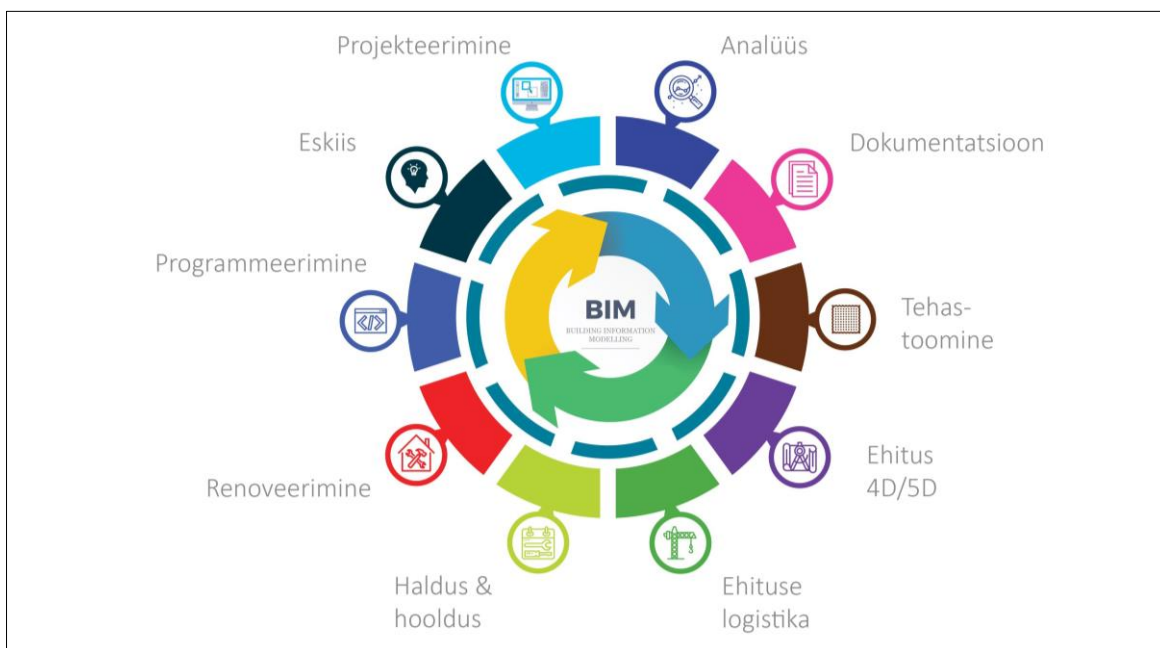 Projekteerimine
Analüüs
Eskiis
Dokumentatsioon
Programmeerimine
Tehas-
toomine
BIM
BUILDING INFORMATION
MODELLING
Renoveerimine
Ehitus
4D/5D
Haldus &
hooldus
Ehituse
logistika